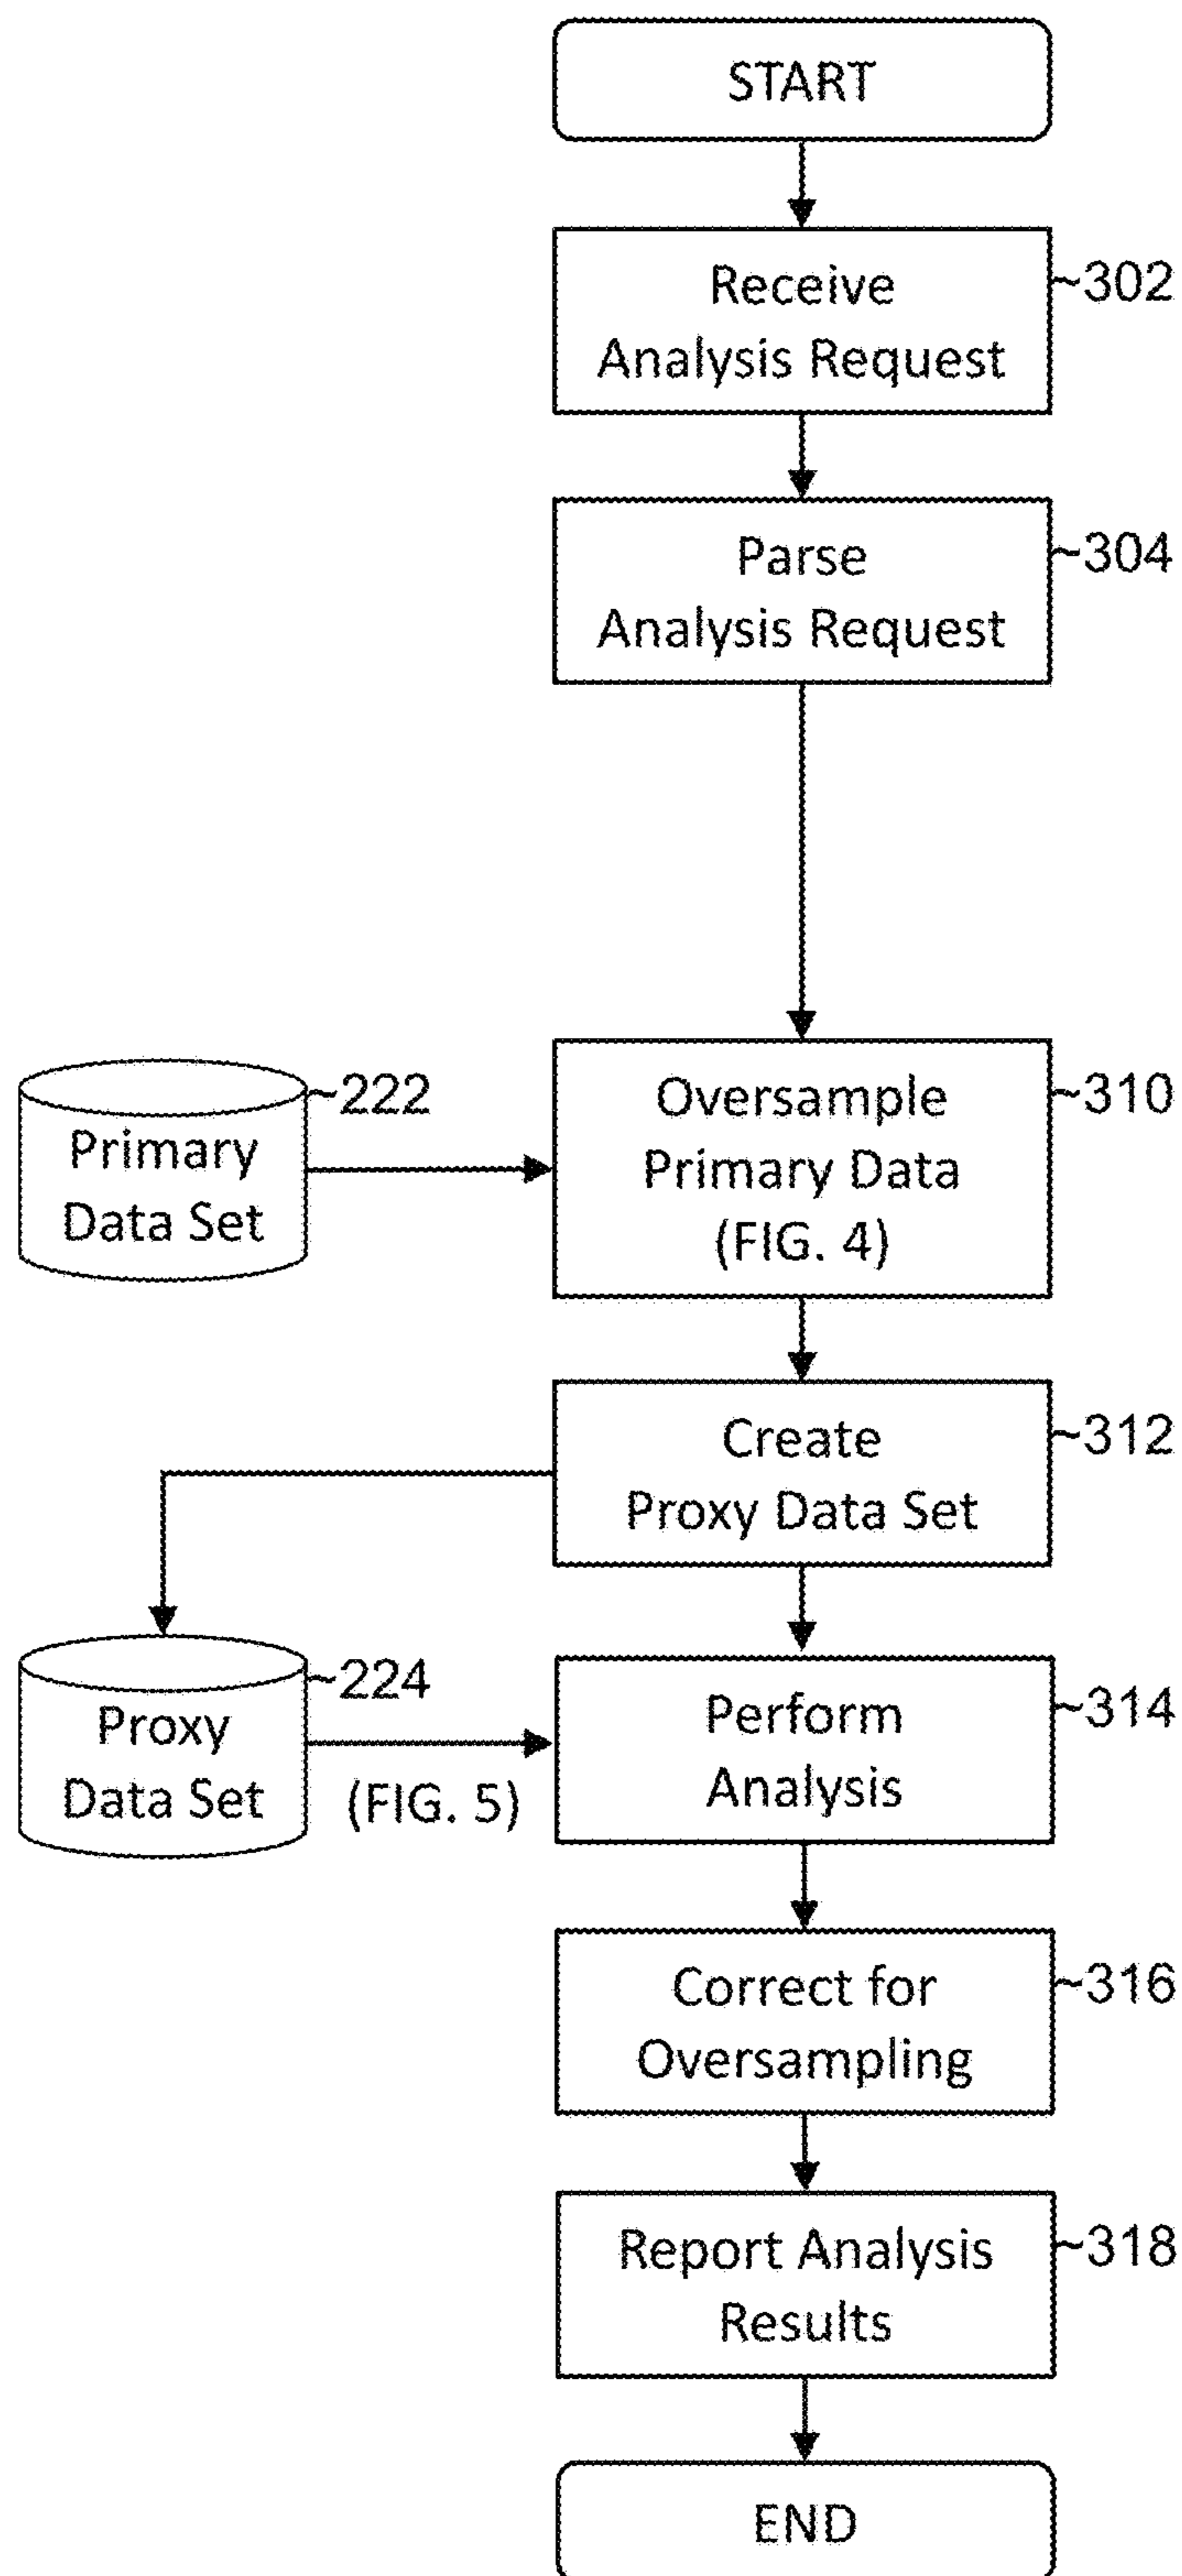 START
Receive
Analysis Request
~302
Parse
Analysis Request
~304
Primary
Data Set
~222
Oversample
Primary Data
(FIG. 4)
~310
Create
Proxy Data Set
~312
Proxy
Data Set
~224
(FIG. 5)
Perform
Analysis
~314
Correct for
Oversampling
~316
Report Analysis
Results
~318
END